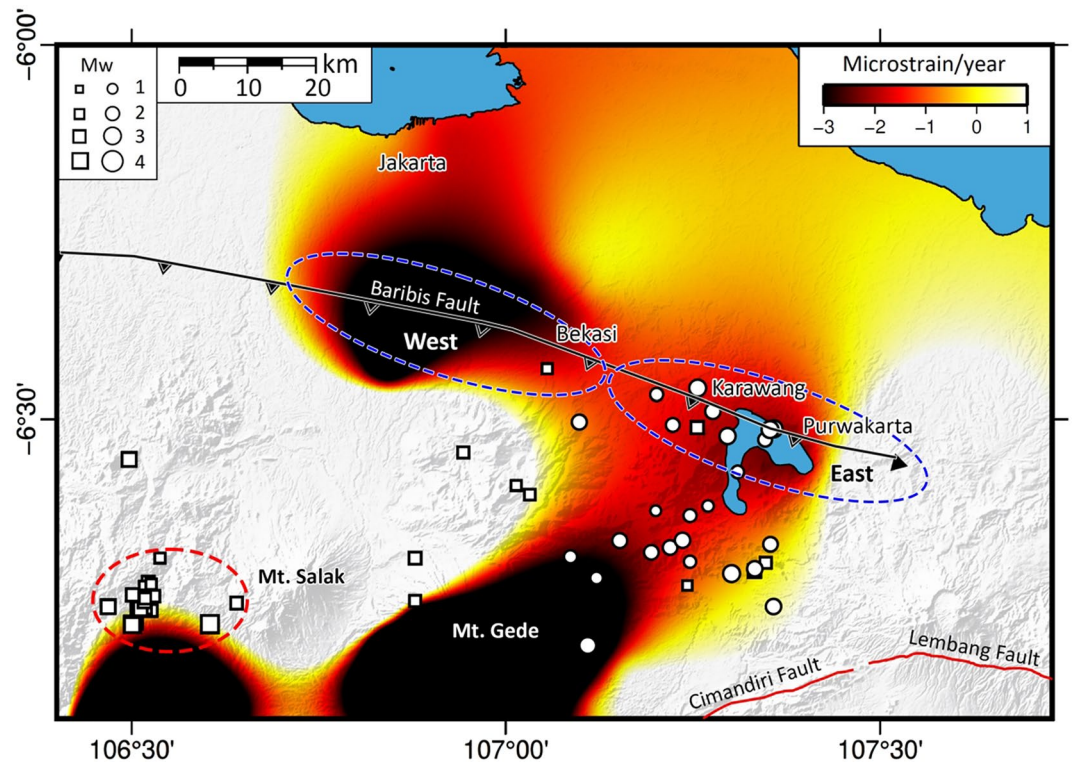 −6°00'
−6°30'
Mw
1
2
3
4
km
0 10 20
Microstrain/year
−3 −2 −1 0 1
Jakarta
Baribis Fault
West
Bekasi
Karawang
Purwakarta
East
Mt. Salak
Mt. Gede
Cimandiri Fault
Lembang Fault
106°30' 107°00' 107°30'